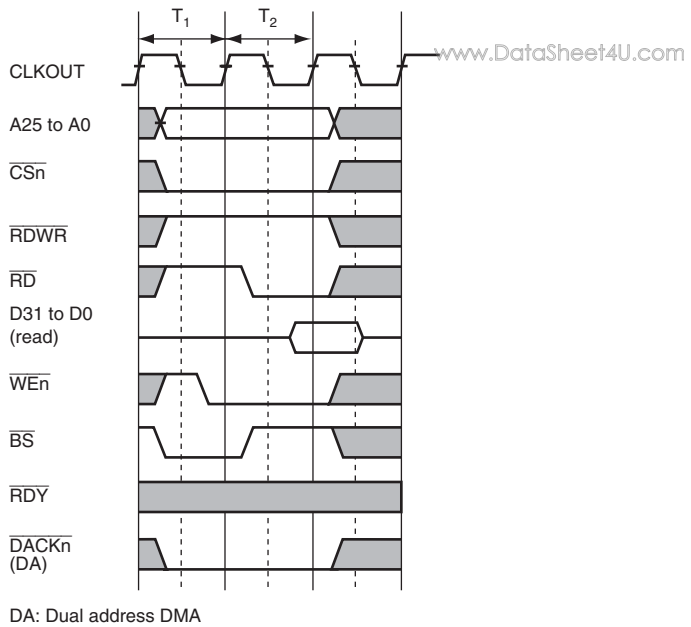 T1
T2
www.DataSheet4U.com
CLKOUT
A25 to A0
CSn
RDWR
RD
D31 to D0
(read)
WEn
BS
RDY
DACKn
(DA)
DA: Dual address DMA